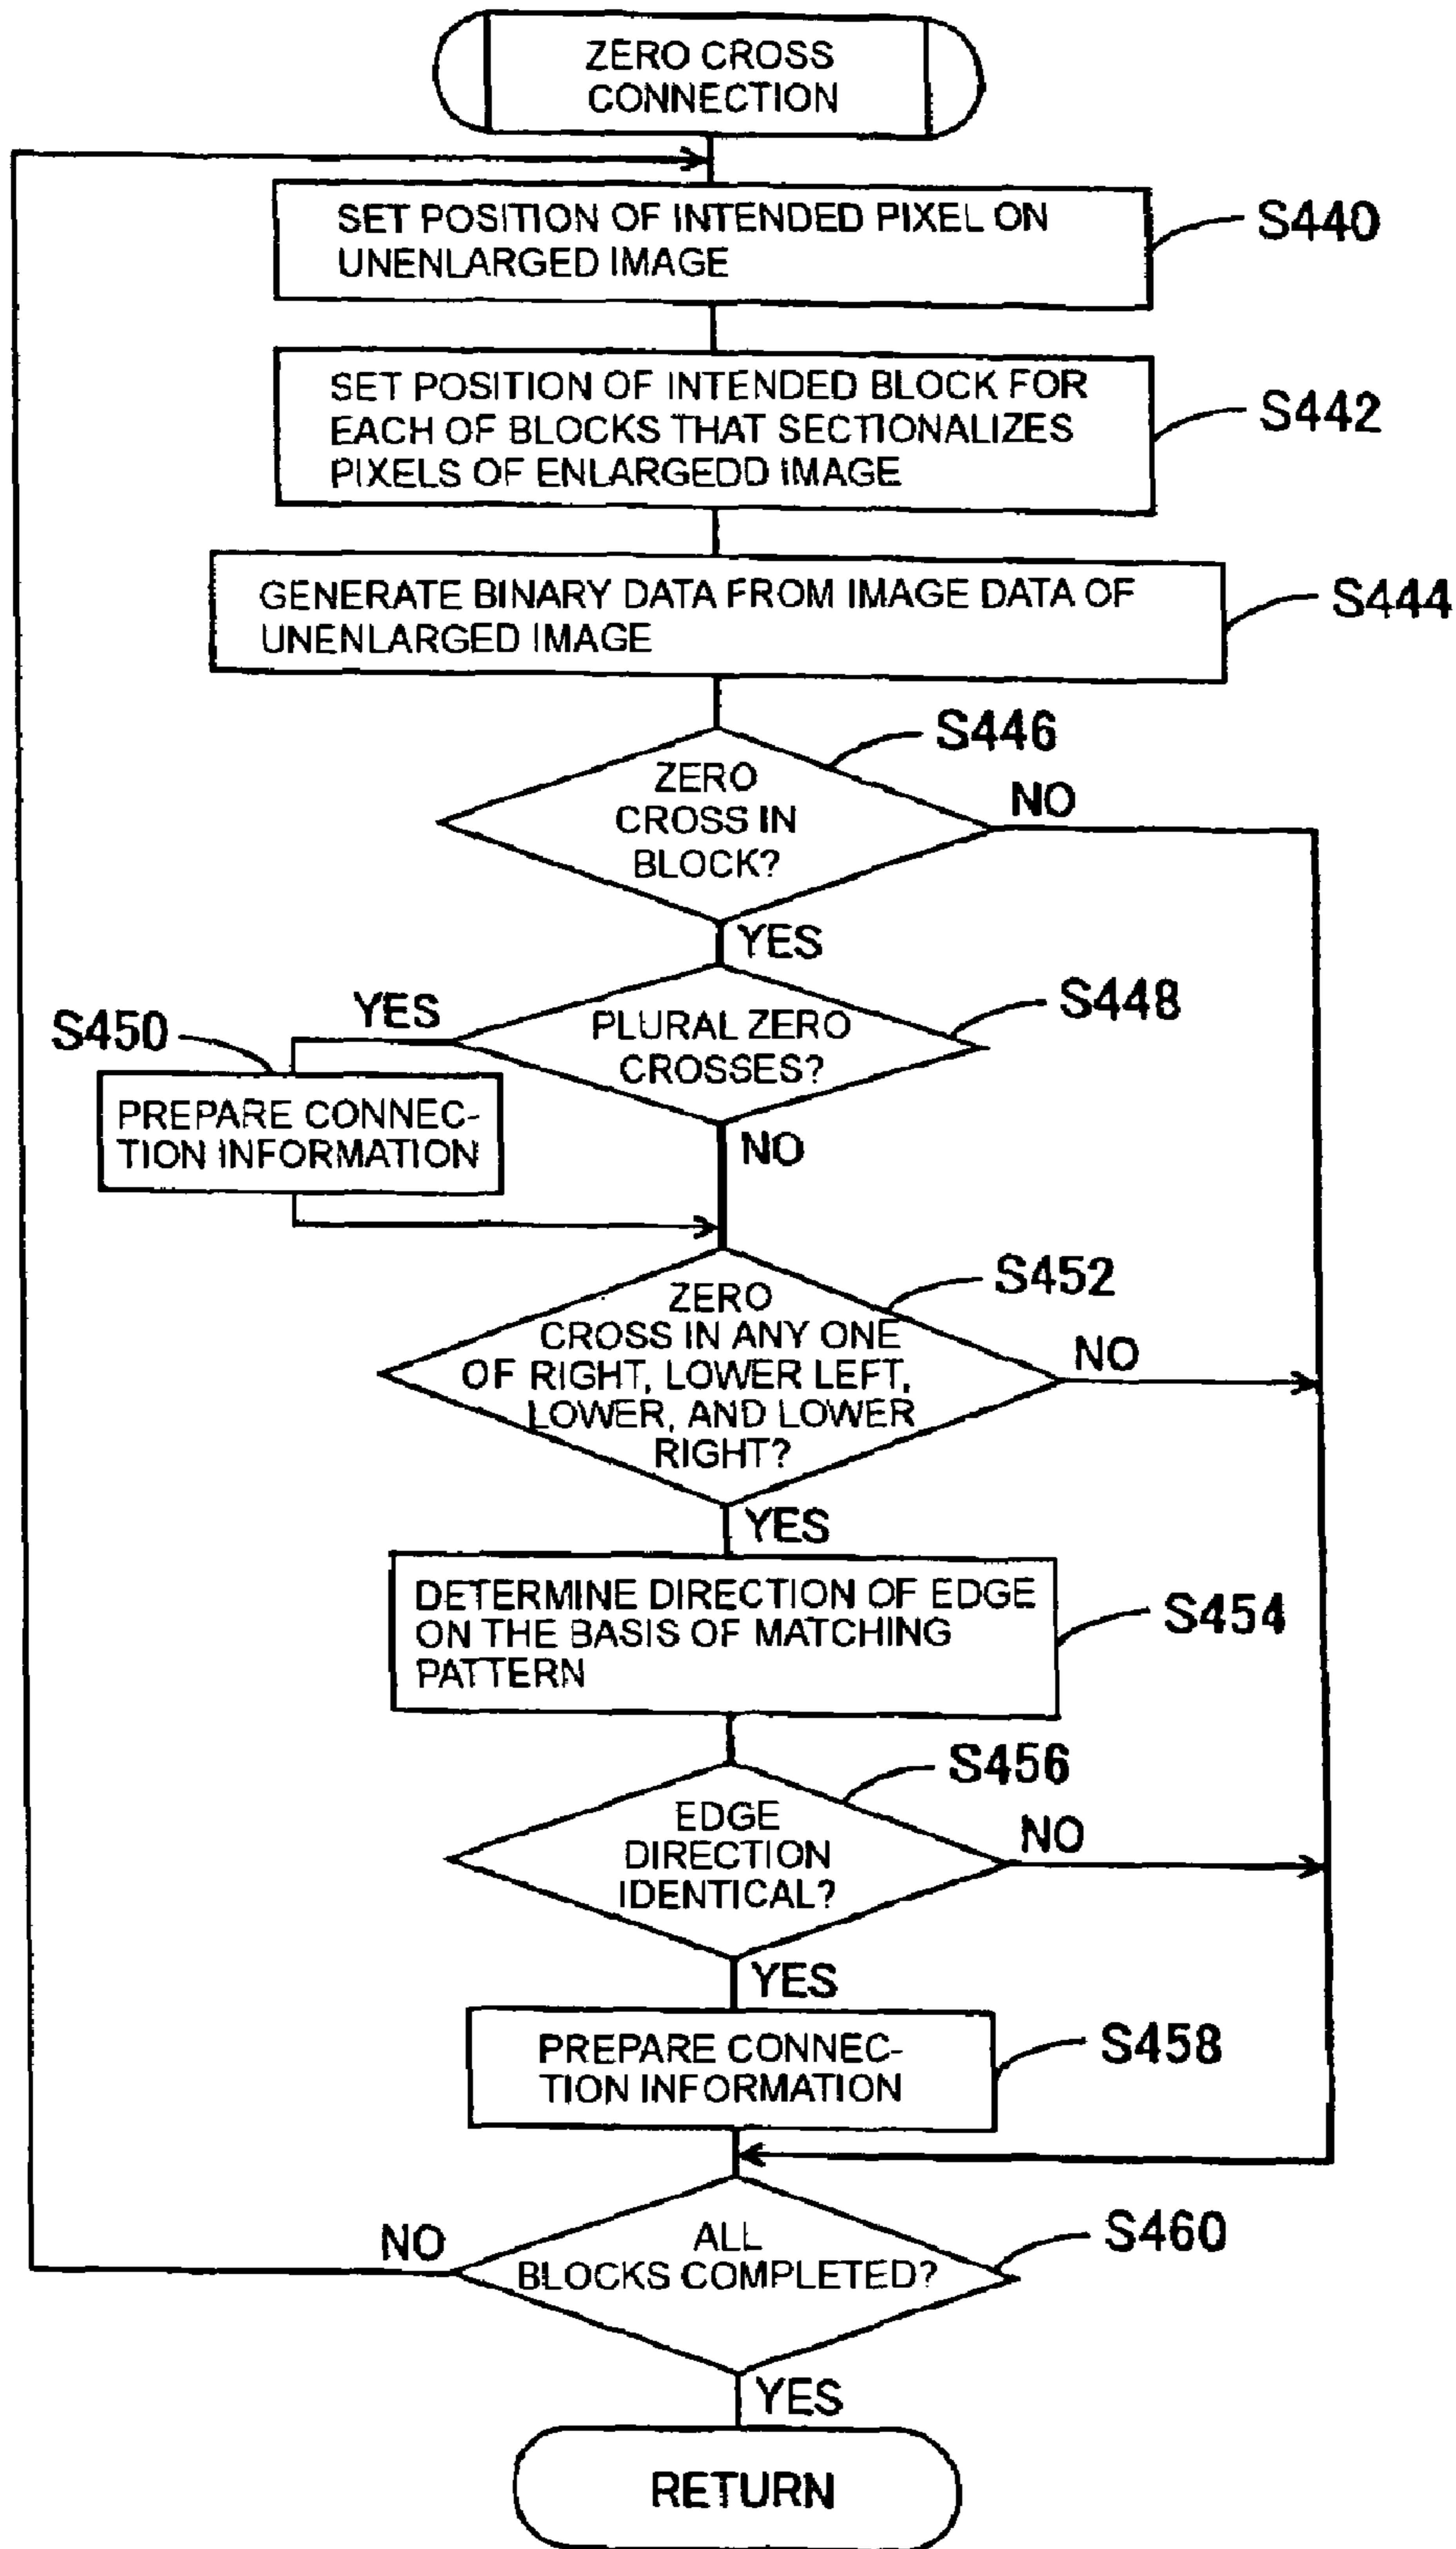 ZERO CROSS
CONNECTION
SET POSITION OF INTENDED PIXEL ON
UNENLARGED IMAGE
S440
SET POSITION OF INTENDED BLOCK FOR
EACH OF BLOCKS THAT SECTIONALIZES
PIXELS OF ENLARGEDD IMAGE
S442
GENERATE BINARY DATA FROM IMAGE DATA OF
UNENLARGED IMAGE
S444
S446
ZERO
CROSS IN
BLOCK?
NO
YES
S448
PLURAL ZERO
CROSSES?
YES
S450
PREPARE CONNEC-
TION INFORMATION
NO
S452
ZERO
CROSS IN ANY ONE
OF RIGHT, LOWER LEFT,
LOWER, AND LOWER
RIGHT?
NO
YES
DETERMINE DIRECTION OF EDGE
ON THE BASIS OF MATCHING
PATTERN
S454
S456
EDGE
DIRECTION
IDENTICAL?
NO
YES
PREPARE CONNEC-
TION INFORMATION
S458
S460
ALL
BLOCKS COMPLETED?
NO
YES
RETURN